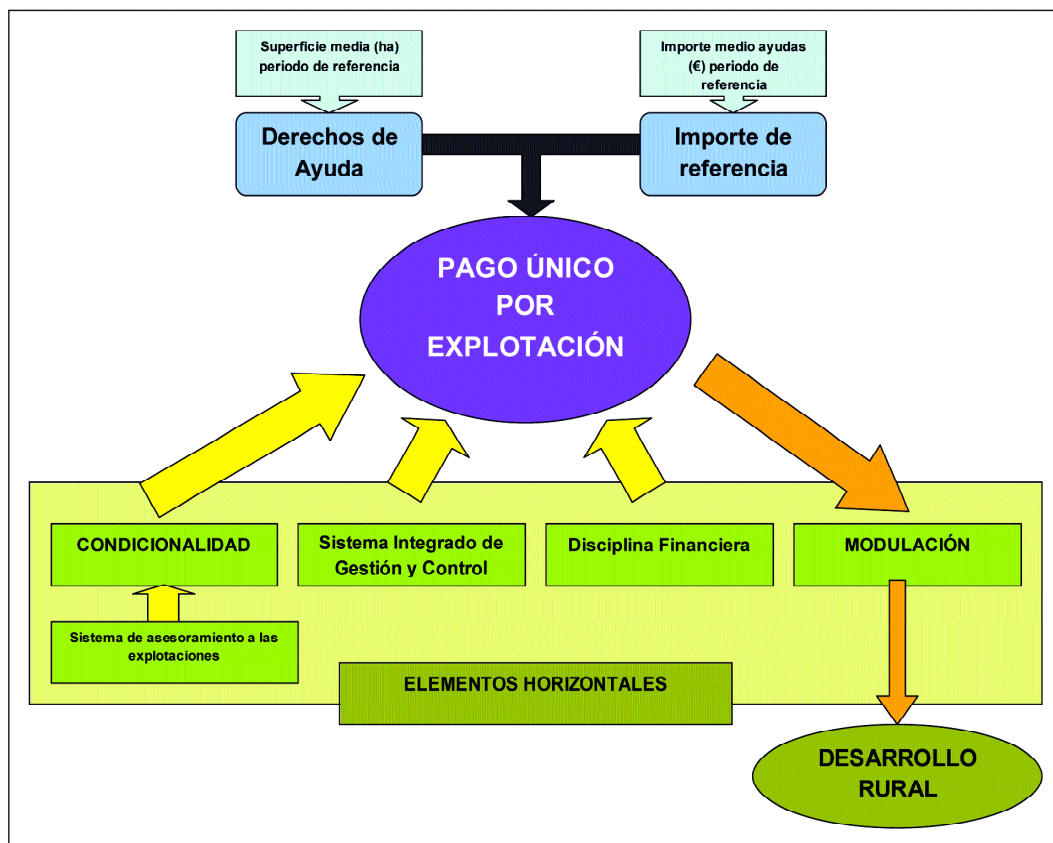 Superficie media (ha)
periodo de referencia
Importe medio ayudas
(€) periodo de
referencia
Derechos de
Ayuda
Importe de
referencia
PAGO ÚNICO
POR
EXPLOTACIÓN
CONDICIONALIDAD
Sistema Integrado de
Gestión y Control
Disciplina Financiera
MODULACIÓN
Sistema de asesoramiento a las
explotaciones
ELEMENTOS HORIZONTALES
DESARROLLO
RURAL